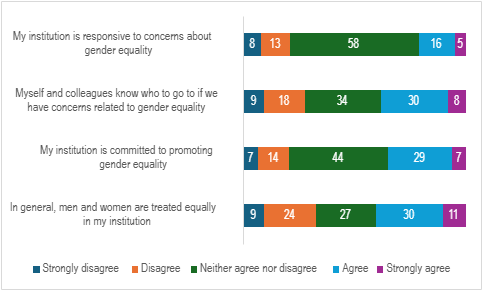 My institution is responsive to concerns about
gender equality
8 13 58 16 5
Myself and colleagues know who to go to if we
have concerns related to gender equality
9 18 34 30 8
My institution is committed to promoting
gender equality
7 14 44 29 7
In general, men and women are treated equally
in my institution
9 24 27 30 11
Strongly disagree Disagree Neither agree nor disagree Agree Strongly agree